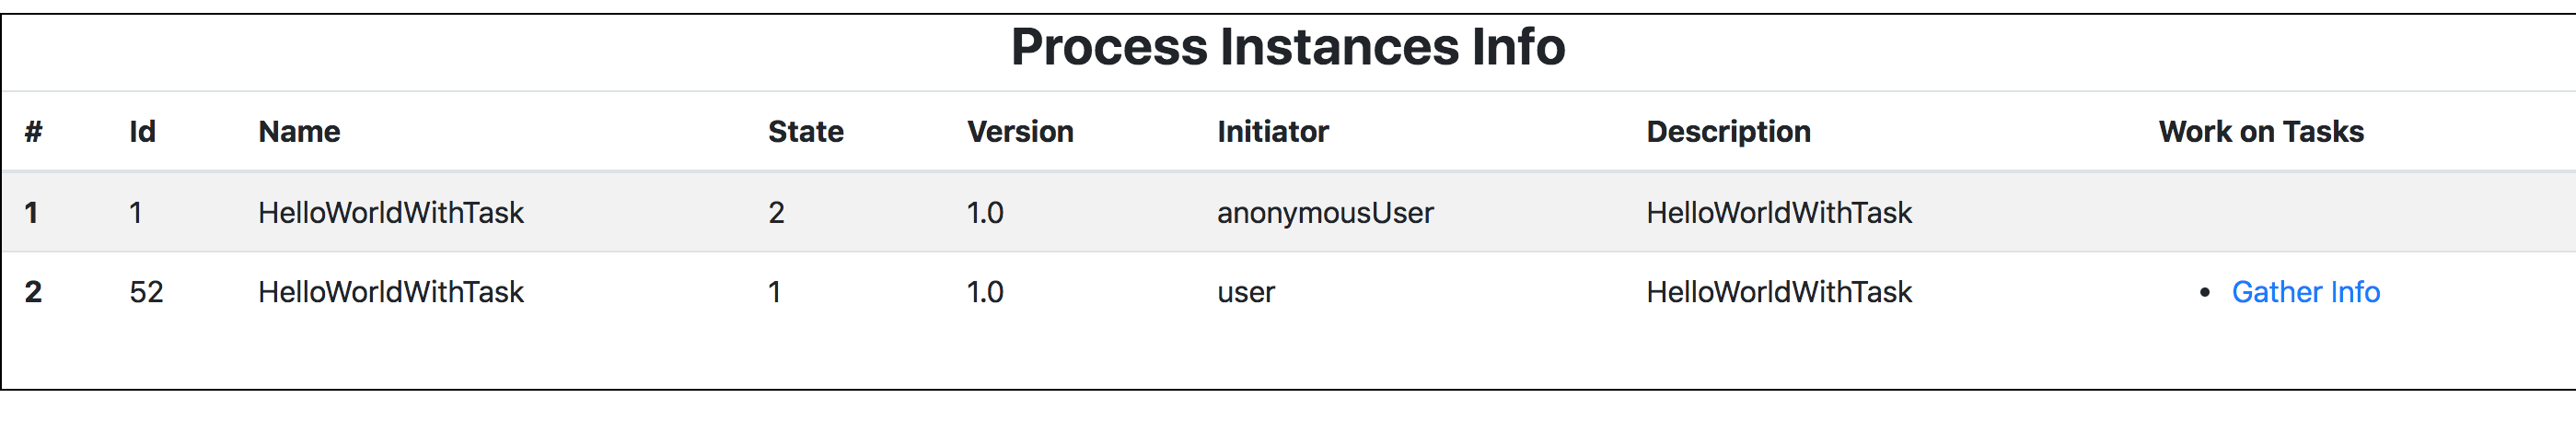 Process Instances Info
# Id Name State Version Initiator Description Work on Tasks
1 1 HelloWorldWithTask 2 1.0 anonymousUser HelloWorldWithTask
2 52 HelloWorldWithTask 1 1.0 user HelloWorldWithTask • Gather Info